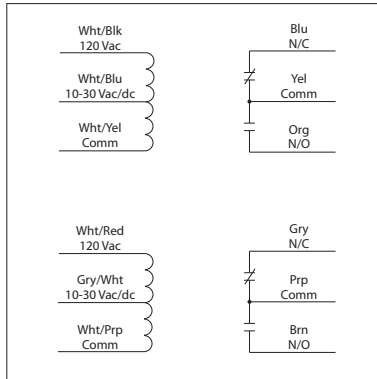 Wht/Blk
120 Vac
Wht/Blu
10-30 Vac/dc
Wht/Yel
Comm
Blu
N/C
Yel
Comm
Org
N/O
Wht/Red
120 Vac
Gry/Wht
10-30 Vac/dc
Wht/Prp
Comm
Gry
N/C
Prp
Comm
Brn
N/O